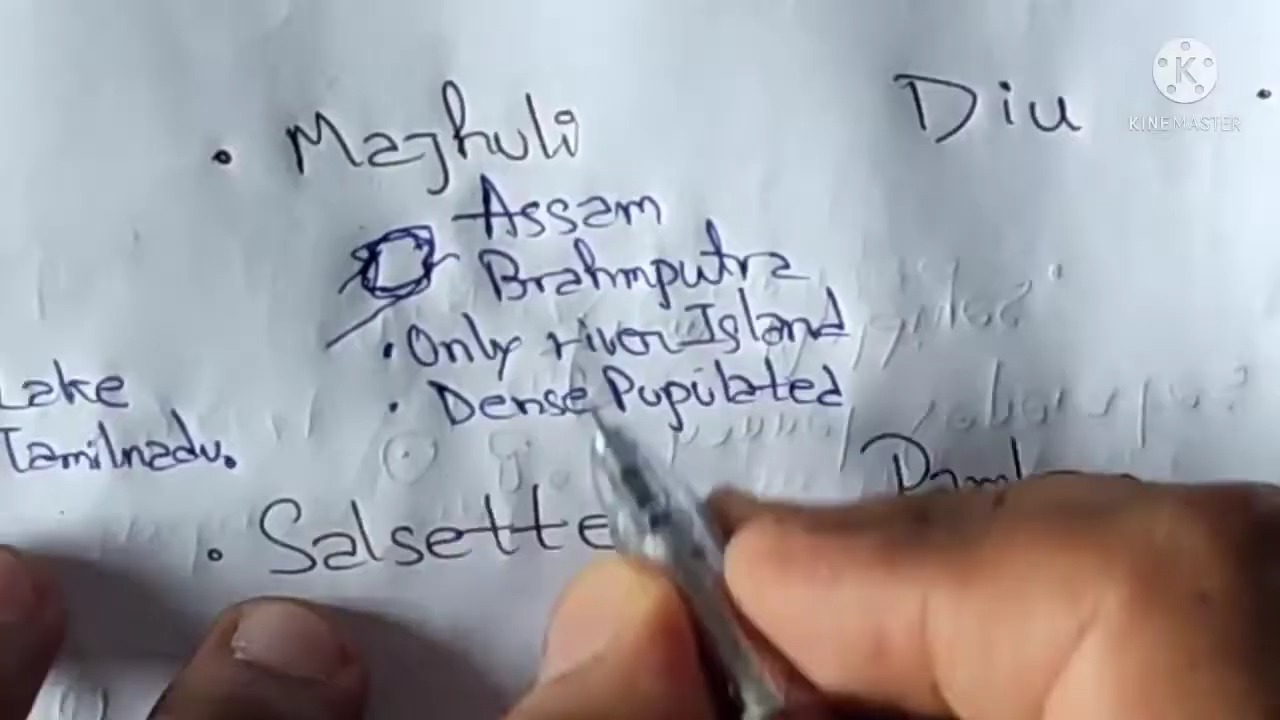 Majhuli
Diu
K
KINEMASTER
Assam
Brahmputra
Only river Island
Dense Pupulated
Lake
Tamilnadu.
Salsette